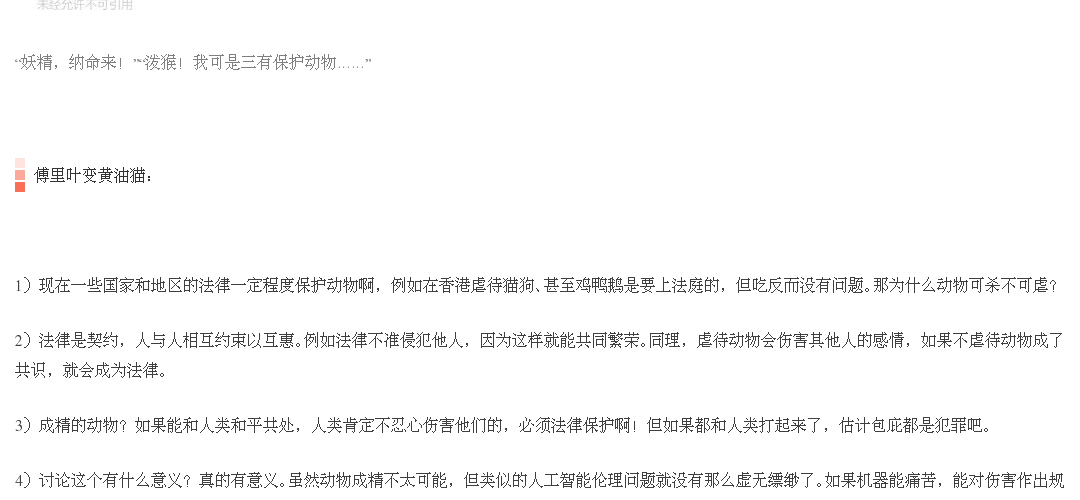 未经允许不可引用
“妖精，纳命来！”“泼猴！我可是三有保护动物……”
傅里叶变黄油猫：
1）现在一些国家和地区的法律一定程度保护动物啊，例如在香港虐待猫狗、甚至鸡鸭鹅是要上法庭的，但吃反而没有问题。那为什么动物可杀不可虐？
2）法律是契约，人与人相互约束以互惠。例如法律不准侵犯他人，因为这样就能共同繁荣。同理，虐待动物会伤害其他人的感情，如果不虐待动物成了
共识，就会成为法律。
3）成精的动物？如果能和人类和平共处，人类肯定不忍心伤害他们的，必须法律保护啊！但如果都和人类打起来了，估计包庇都是犯罪吧。
4）讨论这个有什么意义？真的有意义。虽然动物成精不太可能，但类似的人工智能伦理问题就没有那么虚无缥缈了。如果机器能痛苦，能对伤害作出规